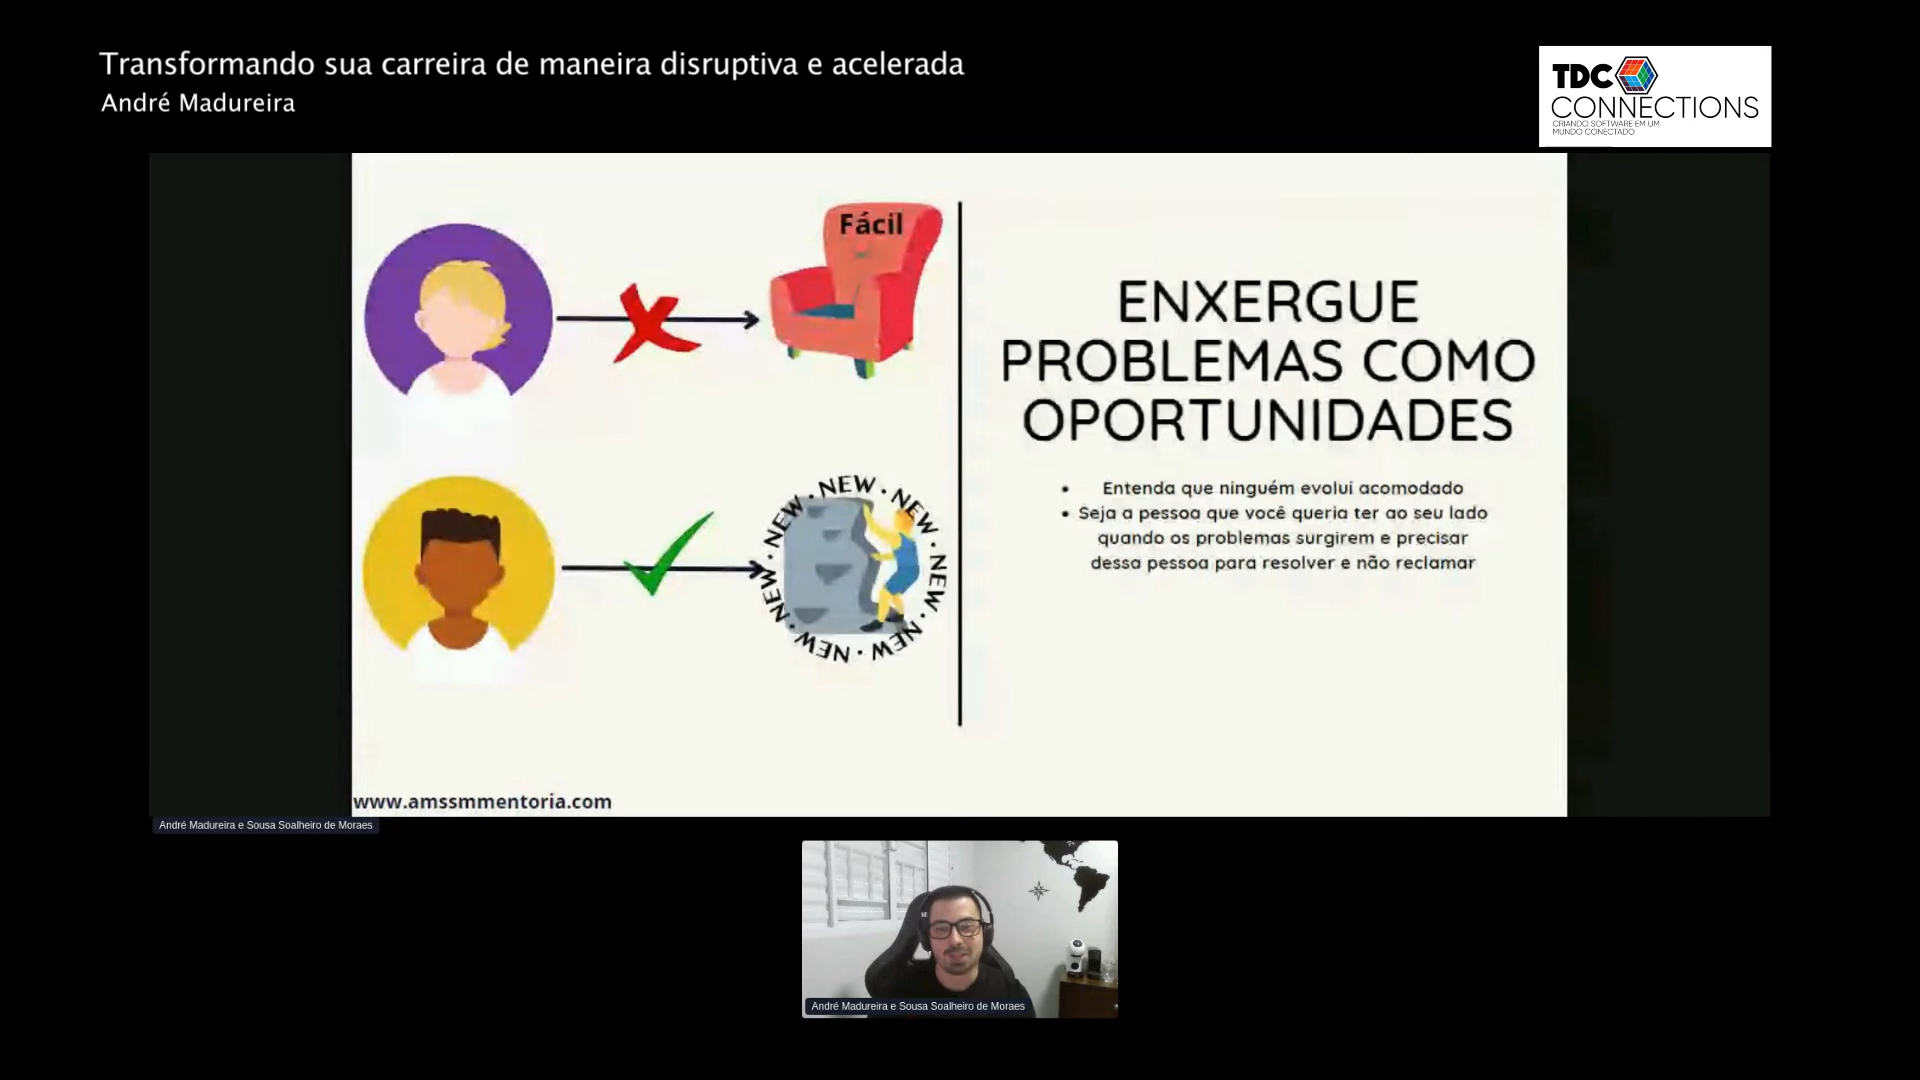 Transformando sua carreira de maneira disruptiva e acelerada
André Madureira
TDC
CONNECTIONS
CRIANDO SOFTWARE EM UM
MUNDO CONECTADO
Fácil
ENXERGUE
PROBLEMAS COMO
OPORTUNIDADES
• Entenda que ninguém evolui acomodado
• Seja a pessoa que você queria ter ao seu lado
quando os problemas surgirem e precisar
dessa pessoa para resolver e não reclamar
NEW · NEW · NEW · NEW · NEW · NEW · NEW · NEW ·
www.amssmmentoria.com
André Madureira e Sousa Soalheiro de Moraes
André Madureira e Sousa Soalheiro de Moraes